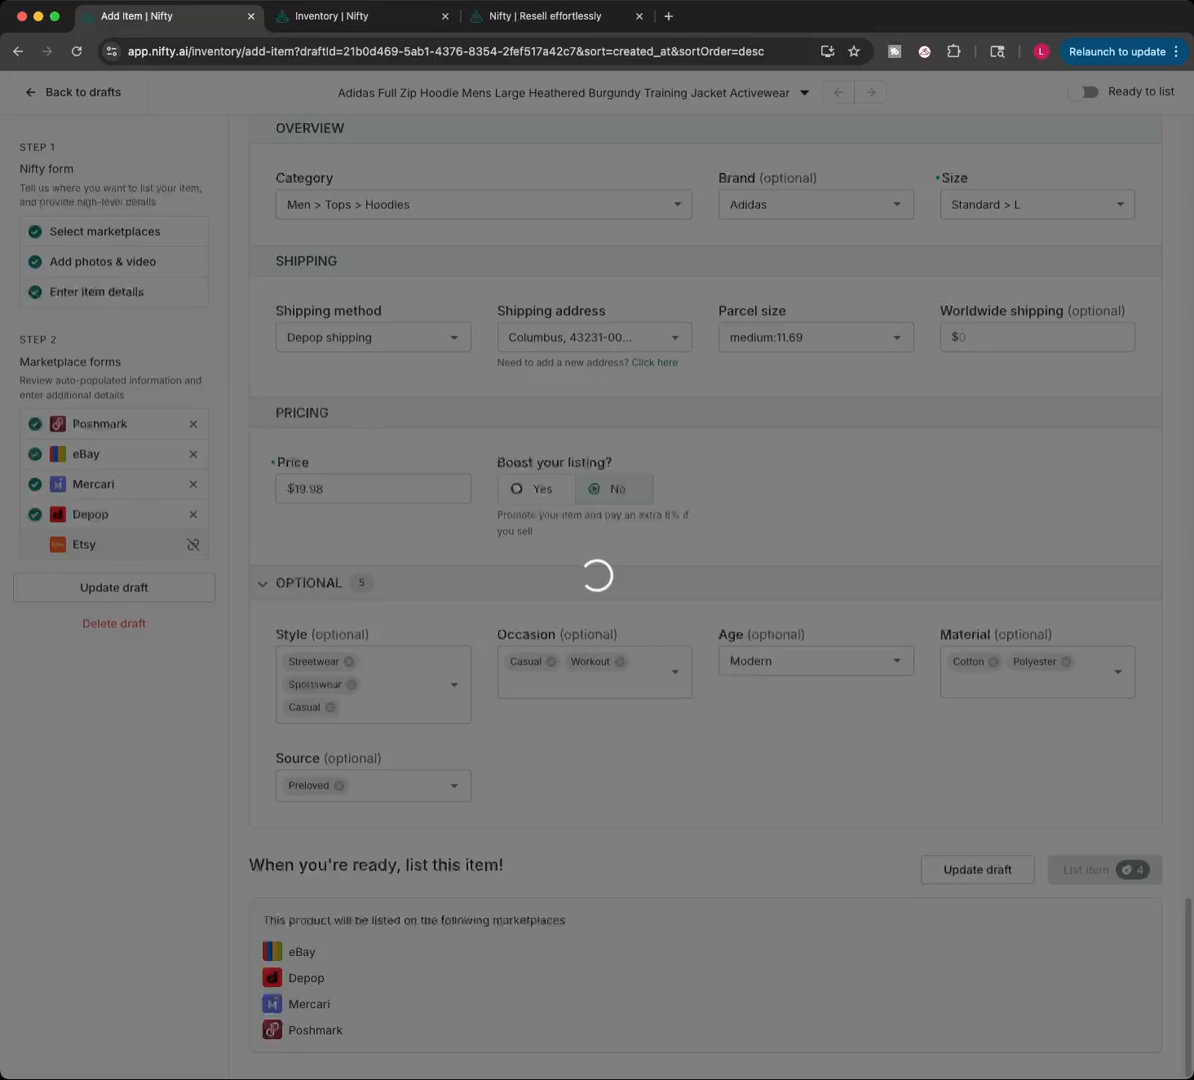 Add Item | Nifty
Inventory | Nifty
Nifty | Resell effortlessly
app.nifty.ai/inventory/add-item?draftId=21b0d469-5ab1-4376-8354-2fef517a42c7&sort=created_at&sortOrder=desc
L
Relaunch to update
Back to drafts
Adidas Full Zip Hoodie Mens Large Heathered Burgundy Training Jacket Activewear
Ready to list
STEP 1
Nifty form
Tell us where you want to list your item,
and provide high-level details
Select marketplaces
Add photos & video
Enter item details
STEP 2
Marketplace forms
Review auto-populated information and
enter additional details
Poshmark
eBay
Mercari
Depop
Etsy
Update draft
Delete draft
OVERVIEW
Category
Brand (optional)
Size
Men > Tops > Hoodies
Adidas
Standard > L
SHIPPING
Shipping method
Shipping address
Parcel size
Worldwide shipping (optional)
Depop shipping
Columbus, 43231-00...
medium:11.69
$0
Need to add a new address? Click here
PRICING
Price
Boost your listing?
$19.98
Yes
No
Promote your item and pay an extra 8% if
you sell
OPTIONAL 5
Style (optional)
Occasion (optional)
Age (optional)
Material (optional)
Streetwear
Sportswear
Casual
Casual
Workout
Modern
Cotton
Polyester
Source (optional)
Preloved
When you're ready, list this item!
Update draft
List item 4
This product will be listed on the following marketplaces
eBay
Depop
Mercari
Poshmark